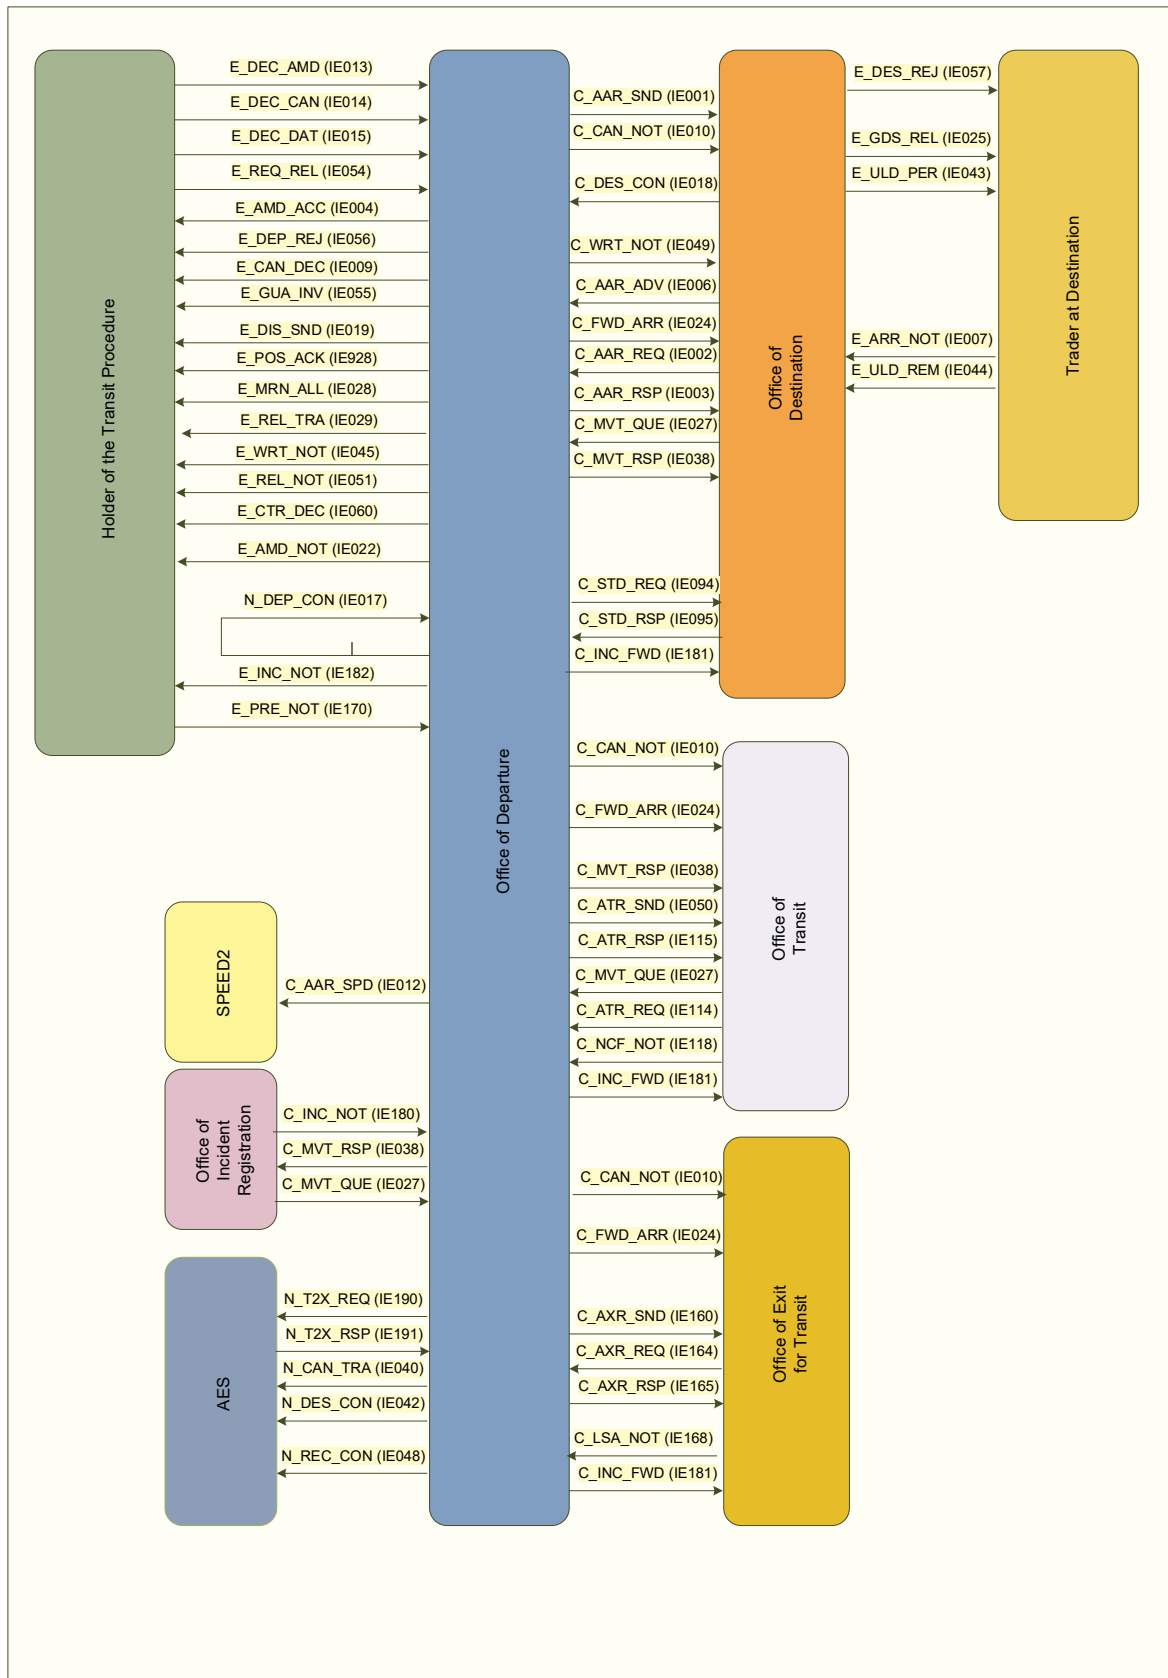 Holder of the Transit Procedure
E_DEC_AMD (IE013)
E_DEC_CAN (IE014)
E_DEC_DAT (IE015)
E_REQ_REL (IE054)
E_AMD_ACC (IE004)
E_DEP_REJ (IE056)
E_CAN_DEC (IE009)
E_GUA_INV (IE055)
E_DIS_SND (IE019)
E_POS_ACK (IE928)
E_MRN_ALL (IE028)
E_REL_TRA (IE029)
E_WRT_NOT (IE045)
E_REL_NOT (IE051)
E_CTR_DEC (IE060)
E_AMD_NOT (IE022)
N_DEP_CON (IE017)
E_INC_NOT (IE182)
E_PRE_NOT (IE170)
SPEED2
C_AAR_SPD (IE012)
Office of
Incident
Registration
C_INC_NOT (IE180)
C_MVT_RSP (IE038)
C_MVT_QUE (IE027)
AES
N_T2X_REQ (IE190)
N_T2X_RSP (IE191)
N_CAN_TRA (IE040)
N_DES_CON (IE042)
N_REC_CON (IE048)
Office of Departure
C_AAR_SND (IE001)
C_CAN_NOT (IE010)
C_DES_CON (IE018)
C_WRT_NOT (IE049)
C_AAR_ADV (IE006)
C_FWD_ARR (IE024)
C_AAR_REQ (IE002)
C_AAR_RSP (IE003)
C_MVT_QUE (IE027)
C_MVT_RSP (IE038)
C_STD_REQ (IE094)
C_STD_RSP (IE095)
C_INC_FWD (IE181)
Office of
Destination
E_DES_REJ (IE057)
E_GDS_REL (IE025)
E_ULD_PER (IE043)
E_ARR_NOT (IE007)
E_ULD_REM (IE044)
Trader at Destination
C_CAN_NOT (IE010)
C_FWD_ARR (IE024)
C_MVT_RSP (IE038)
C_ATR_SND (IE050)
C_ATR_RSP (IE115)
C_MVT_QUE (IE027)
C_ATR_REQ (IE114)
C_NCF_NOT (IE118)
C_INC_FWD (IE181)
Office of
Transit
C_CAN_NOT (IE010)
C_FWD_ARR (IE024)
C_AXR_SND (IE160)
C_AXR_REQ (IE164)
C_AXR_RSP (IE165)
C_LSA_NOT (IE168)
C_INC_FWD (IE181)
Office of Exit
for Transit